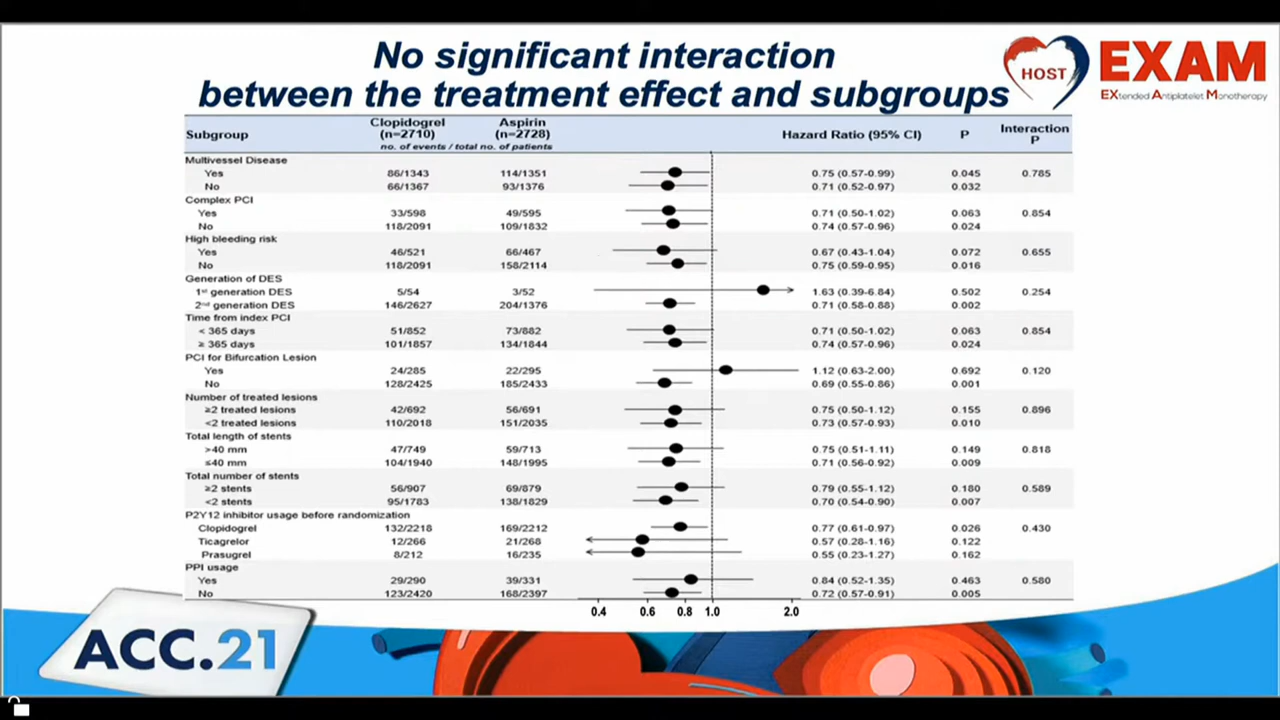 No significant interaction
between the treatment effect and subgroups
HOST EXAM
EXtended Antiplatelet Monotherapy
Subgroup Clopidogrel (n=2710) Aspirin (n=2728) Hazard Ratio (95% CI) P Interaction P
no. of events / total no. of patients
Multivessel Disease
Yes 86/1343 114/1351 0.75 (0.57-0.99) 0.045 0.785
No 66/1367 93/1376 0.71 (0.52-0.97) 0.032
Complex PCI
Yes 33/598 49/595 0.71 (0.50-1.02) 0.063 0.854
No 118/2091 109/1832 0.74 (0.57-0.96) 0.024
High bleeding risk
Yes 46/521 66/467 0.67 (0.43-1.04) 0.072 0.655
No 118/2091 158/2114 0.75 (0.59-0.95) 0.016
Generation of DES
1st generation DES 5/54 3/52 1.63 (0.39-6.84) 0.502 0.254
2nd generation DES 146/2627 204/1376 0.71 (0.58-0.88) 0.002
Time from index PCI
< 365 days 51/852 73/882 0.71 (0.50-1.02) 0.063 0.854
≥ 365 days 101/1857 134/1844 0.74 (0.57-0.96) 0.024
PCI for Bifurcation Lesion
Yes 24/285 22/295 1.12 (0.63-2.00) 0.692 0.120
No 128/2425 185/2433 0.69 (0.55-0.86) 0.001
Number of treated lesions
≥2 treated lesions 42/692 56/691 0.75 (0.50-1.12) 0.155 0.896
<2 treated lesions 110/2018 151/2035 0.73 (0.57-0.93) 0.010
Total length of stents
>40 mm 47/749 59/713 0.75 (0.51-1.11) 0.149 0.818
≤40 mm 104/1940 148/1995 0.71 (0.56-0.92) 0.009
Total number of stents
≥2 stents 56/907 69/879 0.79 (0.55-1.12) 0.180 0.589
<2 stents 95/1783 138/1829 0.70 (0.54-0.90) 0.007
P2Y12 inhibitor usage before randomization
Clopidogrel 132/2218 169/2212 0.77 (0.61-0.97) 0.026 0.430
Ticagrelor 12/266 21/268 0.57 (0.28-1.16) 0.122
Prasugrel 8/212 16/235 0.55 (0.23-1.27) 0.162
PPI usage
Yes 29/290 39/331 0.84 (0.52-1.35) 0.463 0.580
No 123/2420 168/2397 0.72 (0.57-0.91) 0.005
0.4 0.6 0.8 1.0 2.0
ACC.21